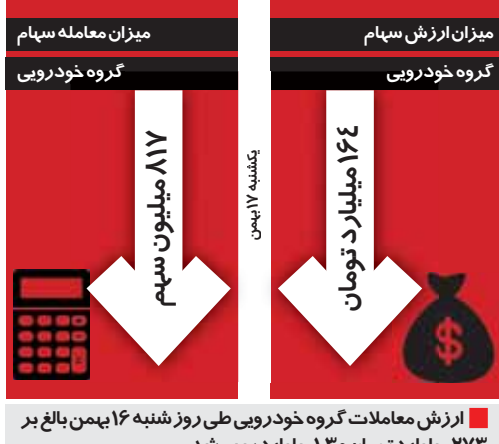 میزان ارزش سهام
گروه خودرویی
۱۶۴ میلیارد تومان
$
یکشنبه ۱۷ بهمن
میزان معامله سهام
گروه خودرویی
۸۱۷ میلیون سهم
ارزش معاملات گروه خودرویی طی روز شنبه ۱۶ بهمن بالغ بر